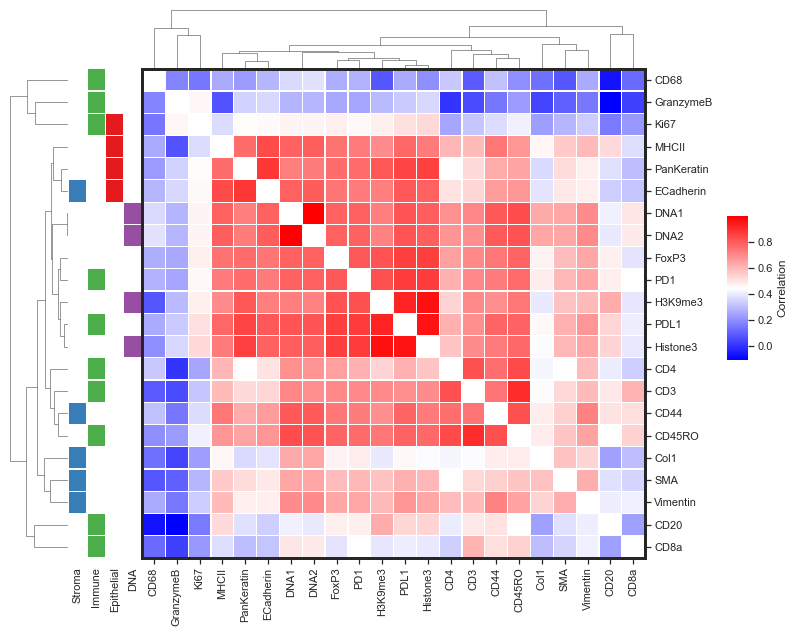 CD68
GranzymeB
Ki67
MHCII
PanKeratin
ECadherin
DNA1
DNA2
FoxP3
PD1
H3K9me3
PDL1
Histone3
CD4
CD3
CD44
CD45RO
Col1
SMA
Vimentin
CD20
CD8a
0.8
0.6
0.4
0.2
0.0
Correlation
Stroma
Immune
Epithelial
DNA
CD68
GranzymeB
Ki67
MHCII
PanKeratin
ECadherin
DNA1
DNA2
FoxP3
PD1
H3K9me3
PDL1
Histone3
CD4
CD3
CD44
CD45RO
Col1
SMA
Vimentin
CD20
CD8a